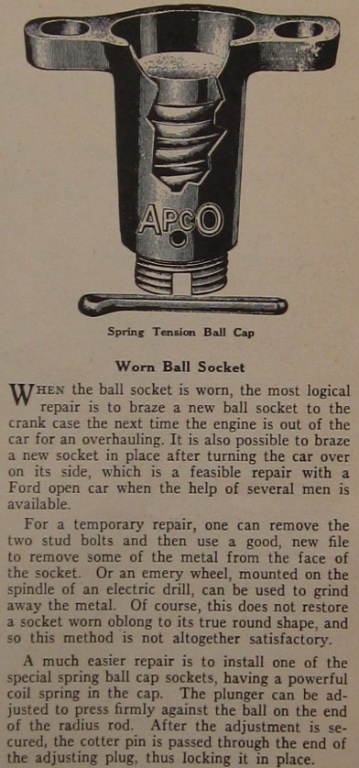 APCO
Spring Tension Ball Cap
Worn Ball Socket
WHEN the ball socket is worn, the most logical
repair is to braze a new ball socket to the
crank case the next time the engine is out of the
car for an overhauling. It is also possible to braze
a new socket in place after turning the car over
on its side, which is a feasible repair with a
Ford open car when the help of several men is
available.
For a temporary repair, one can remove the
two stud bolts and then use a good, new file
to remove some of the metal from the face of
the socket. Or an emery wheel, mounted on the
spindle of an electric drill, can be used to grind
away the metal. Of course, this does not restore
a socket worn oblong to its true round shape, and
so this method is not altogether satisfactory.
A much easier repair is to install one of the
special spring ball cap sockets, having a powerful
coil spring in the cap. The plunger can be ad-
justed to press firmly against the ball on the end
of the radius rod. After the adjustment is se-
cured, the cotter pin is passed through the end of
the adjusting plug, thus locking it in place.